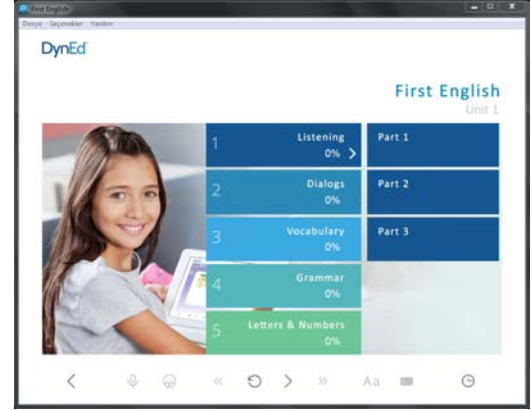 First English
Dosya Seçenekler Yardım
DynEd
First English
Unit 1
1 Listening
0%
Part 1
2 Dialogs
0%
Part 2
3 Vocabulary
0%
Part 3
4 Grammar
0%
5 Letters & Numbers
0%
Aa